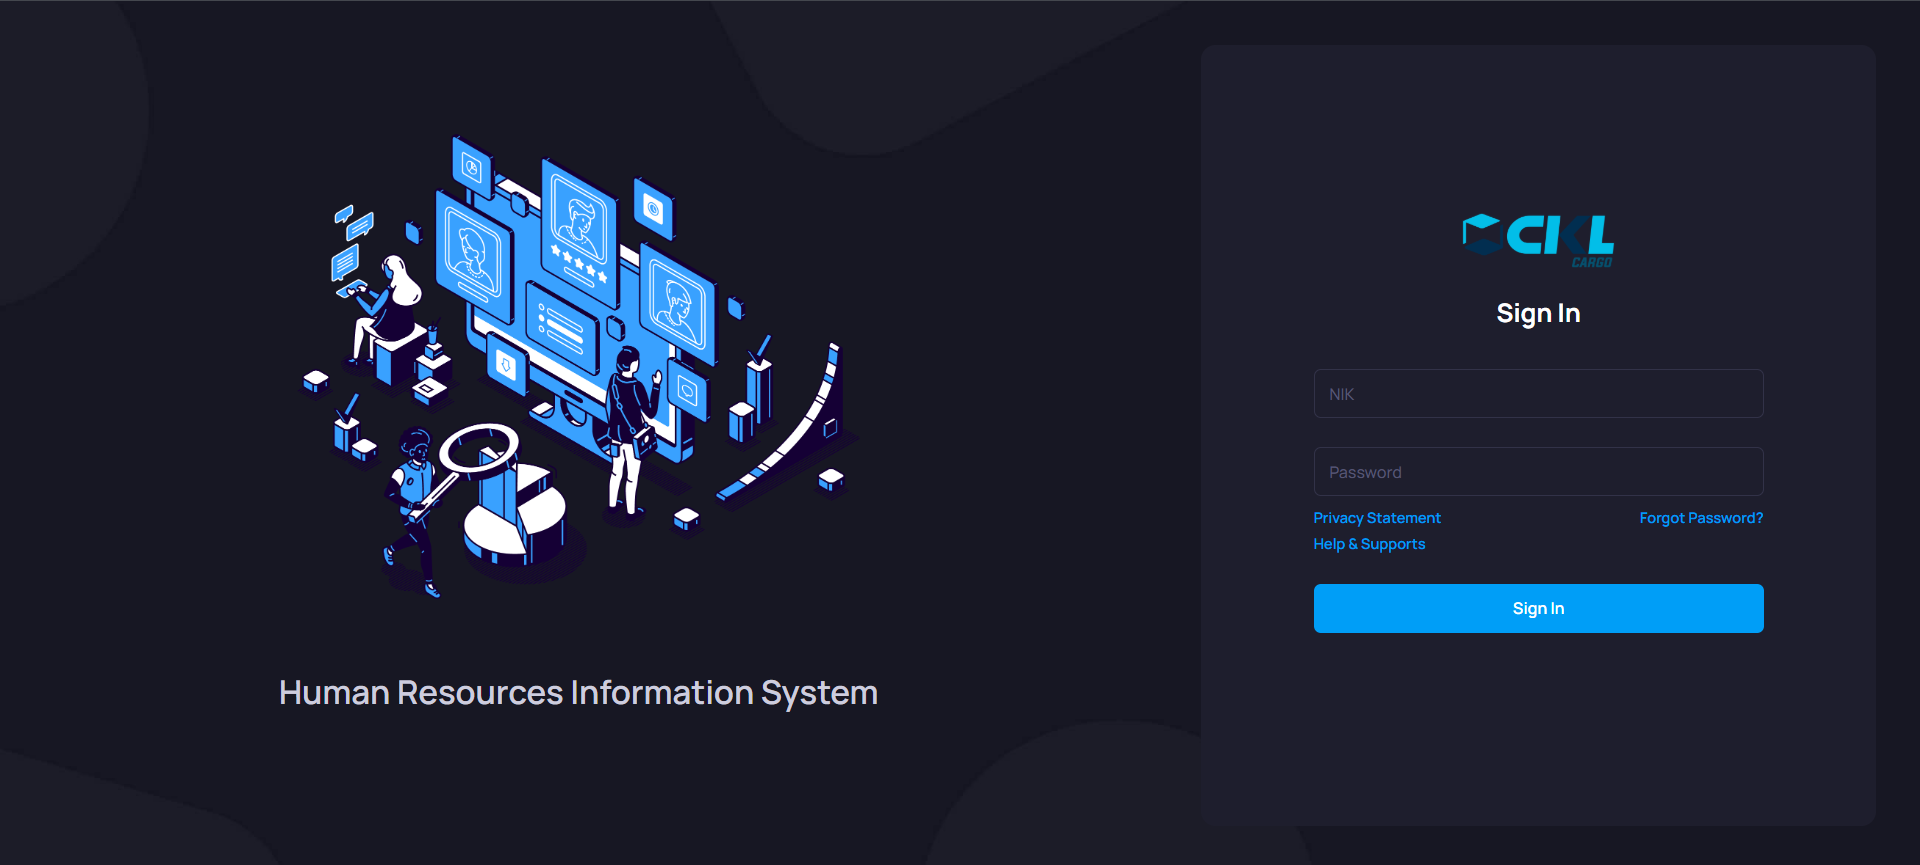 CKL
CARGO
Sign In
NIK
Password
Privacy Statement
Forgot Password?
Help & Supports
Sign In
Human Resources Information System